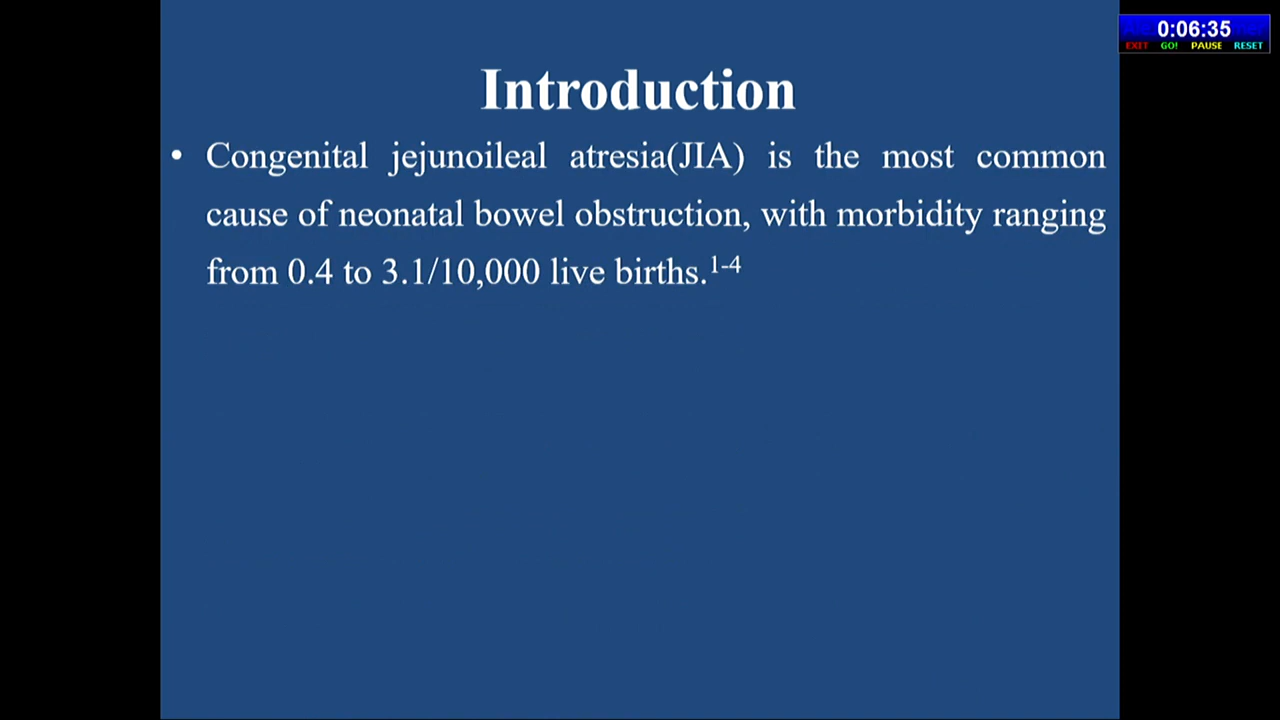 0:06:35
EXIT GO! PAUSE RESET
Introduction
• Congenital jejunoileal atresia(JIA) is the most common
cause of neonatal bowel obstruction, with morbidity ranging
from 0.4 to 3.1/10,000 live births.1-4